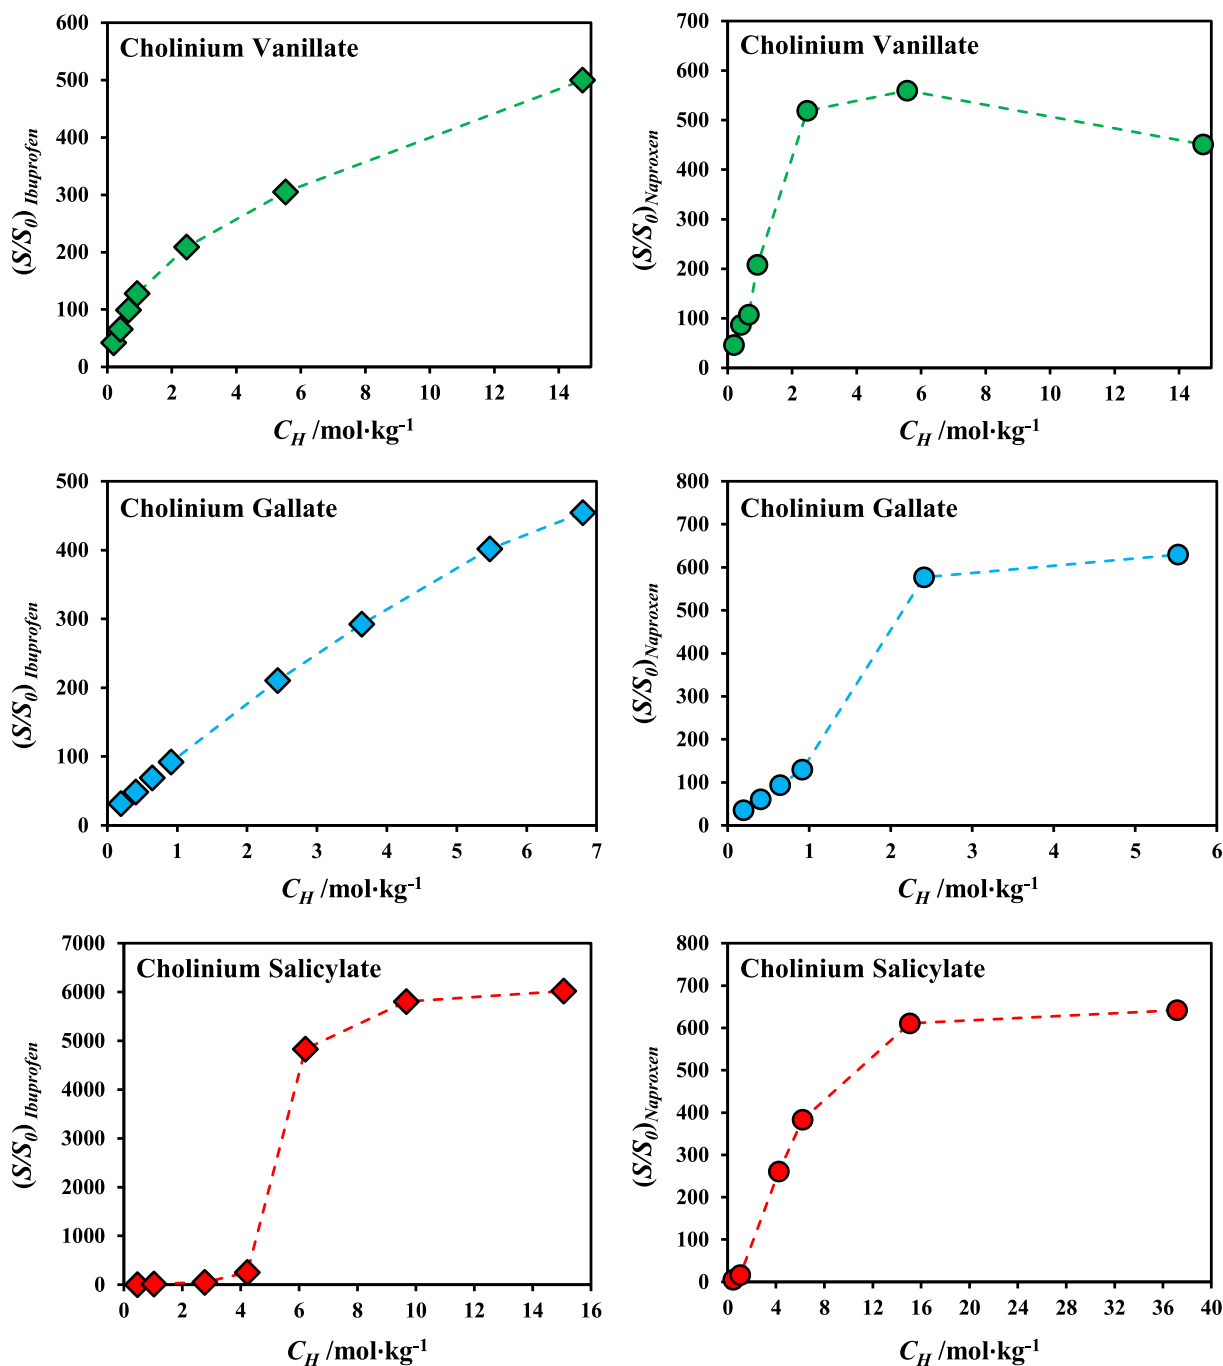 Cholinium Vanillate
(S/S₀) Ibuprofen
600
500
400
300
200
100
0
0 2 4 6 8 10 12 14
C_H /mol·kg⁻¹
Cholinium Vanillate
(S/S₀)Naproxen
700
600
500
400
300
200
100
0
0 2 4 6 8 10 12 14
C_H /mol·kg⁻¹
Cholinium Gallate
(S/S₀) Ibuprofen
500
400
300
200
100
0
0 1 2 3 4 5 6 7
C_H /mol·kg⁻¹
Cholinium Gallate
(S/S₀)Naproxen
800
700
600
500
400
300
200
100
0
0 1 2 3 4 5 6
C_H /mol·kg⁻¹
Cholinium Salicylate
(S/S₀) Ibuprofen
7000
6000
5000
4000
3000
2000
1000
0
0 2 4 6 8 10 12 14 16
C_H /mol·kg⁻¹
Cholinium Salicylate
(S/S₀)Naproxen
800
700
600
500
400
300
200
100
0
0 4 8 12 16 20 24 28 32 36 40
C_H /mol·kg⁻¹